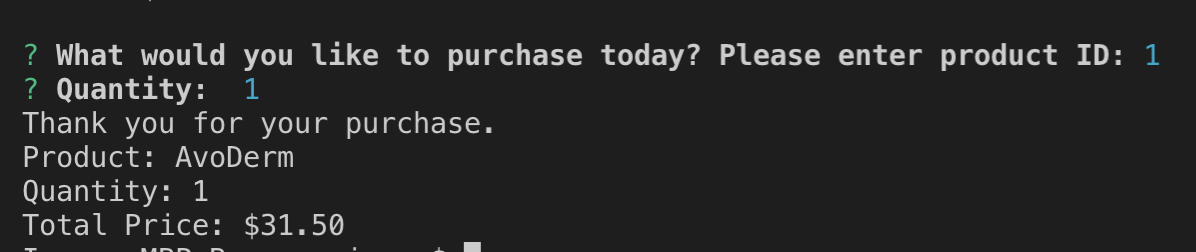 ? What would you like to purchase today? Please enter product ID: 1
? Quantity:  1
Thank you for your purchase.
Product: AvoDerm
Quantity: 1
Total Price: $31.50